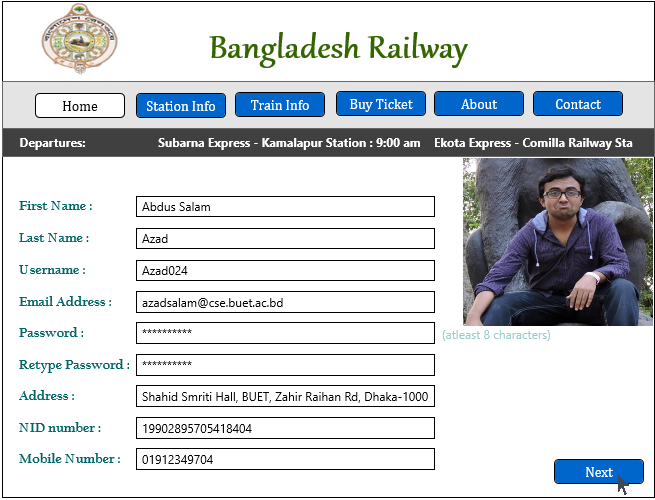 Bangladesh Railway
Home Station Info Train Info Buy Ticket About Contact
Departures: Subarna Express - Kamalapur Station : 9:00 am Ekota Express - Comilla Railway Sta
First Name : Abdus Salam
Last Name : Azad
Username : Azad024
Email Address : azadsalam@cse.buet.ac.bd
Password : ********** (atleast 8 characters)
Retype Password : **********
Address : Shahid Smriti Hall, BUET, Zahir Raihan Rd, Dhaka-1000
NID number : 19902895705418404
Mobile Number : 01912349704
Next